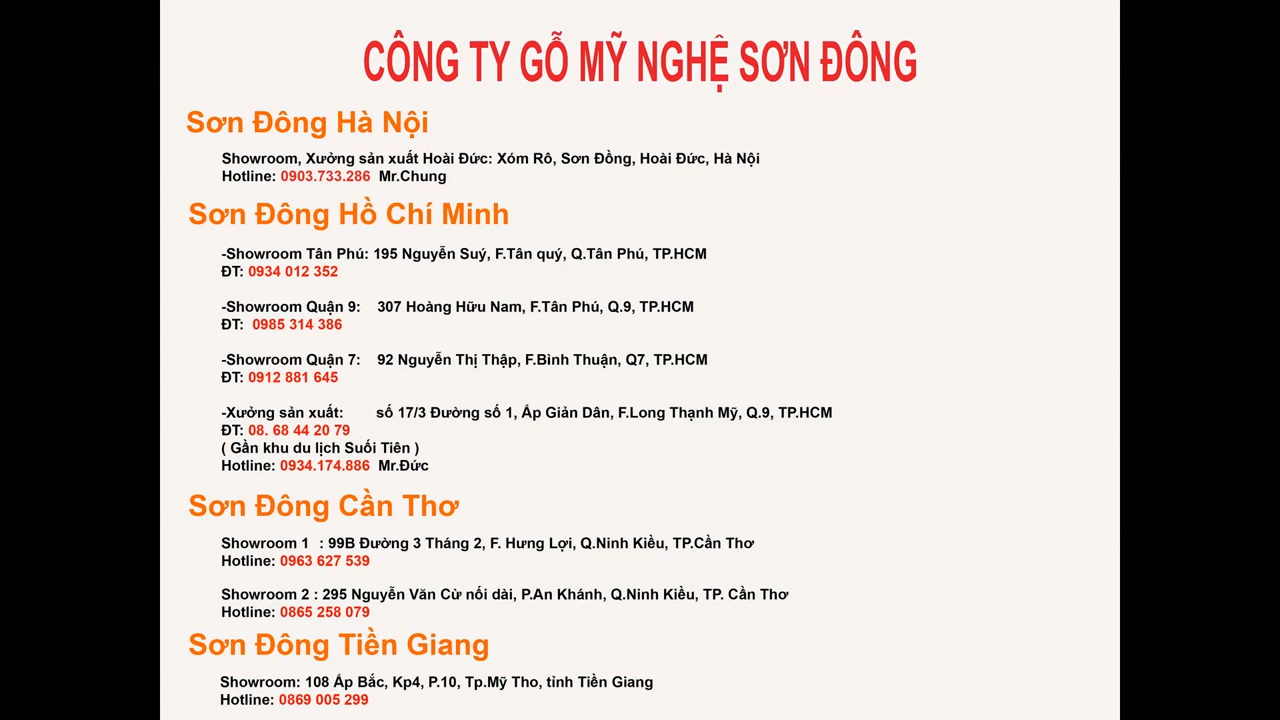 CÔNG TY GỖ MỸ NGHỆ SƠN ĐÔNG
Sơn Đông Hà Nội
Showroom, Xưởng sản xuất Hoài Đức: Xóm Rô, Sơn Đồng, Hoài Đức, Hà Nội
Hotline: 0903.733.286 Mr.Chung
Sơn Đông Hồ Chí Minh
-Showroom Tân Phú: 195 Nguyễn Suý, F.Tân quý, Q.Tân Phú, TP.HCM
ĐT: 0934 012 352
-Showroom Quận 9: 307 Hoàng Hữu Nam, F.Tân Phú, Q.9, TP.HCM
ĐT: 0985 314 386
-Showroom Quận 7: 92 Nguyễn Thị Thập, F.Bình Thuận, Q7, TP.HCM
ĐT: 0912 881 645
-Xưởng sản xuất: số 17/3 Đường số 1, Ấp Giản Dân, F.Long Thạnh Mỹ, Q.9, TP.HCM
ĐT: 08. 68 44 20 79
( Gần khu du lịch Suối Tiên )
Hotline: 0934.174.886 Mr.Đức
Sơn Đông Cần Thơ
Showroom 1 : 99B Đường 3 Tháng 2, F. Hưng Lợi, Q.Ninh Kiều, TP.Cần Thơ
Hotline: 0963 627 539
Showroom 2 : 295 Nguyễn Văn Cừ nối dài, P.An Khánh, Q.Ninh Kiều, TP. Cần Thơ
Hotline: 0865 258 079
Sơn Đông Tiền Giang
Showroom: 108 Ấp Bắc, Kp4, P.10, Tp.Mỹ Tho, tỉnh Tiền Giang
Hotline: 0869 005 299